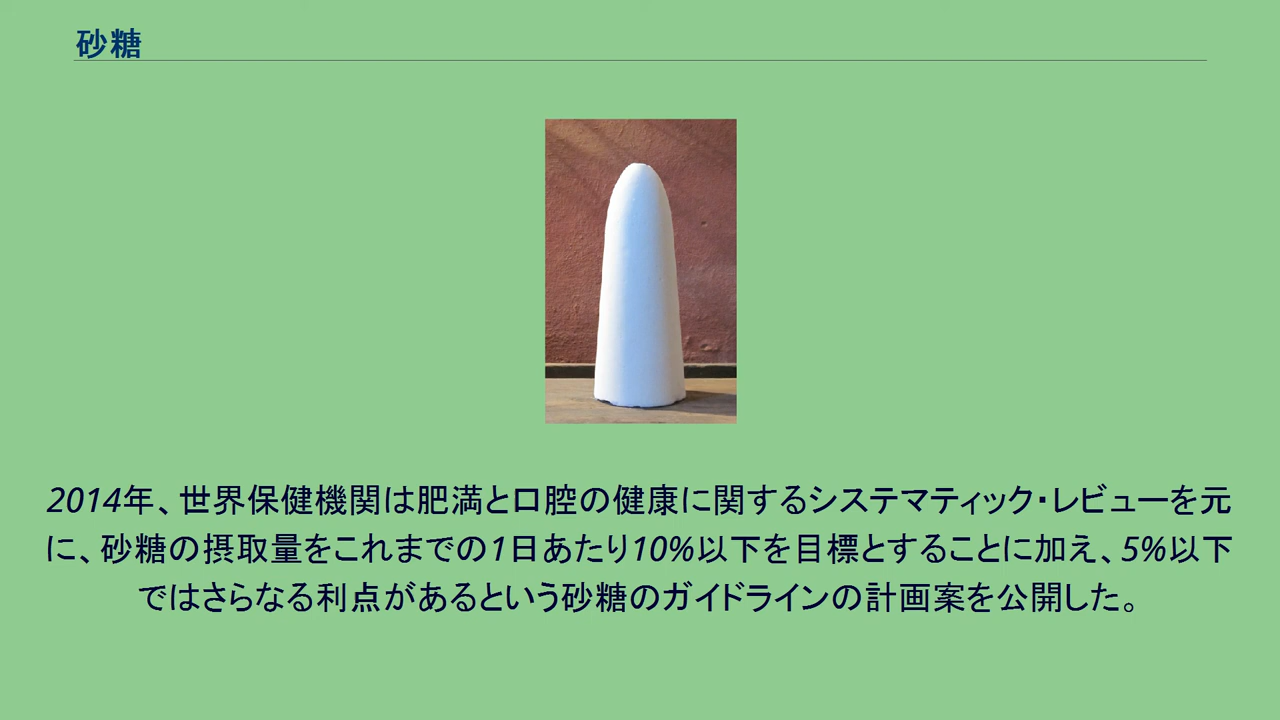 砂糖
2014年、世界保健機関は肥満と口腔の健康に関するシステマティック・レビューを元
に、砂糖の摂取量をこれまでの1日あたり10%以下を目標とすることに加え、5%以下
ではさらなる利点があるという砂糖のガイドラインの計画案を公開した。